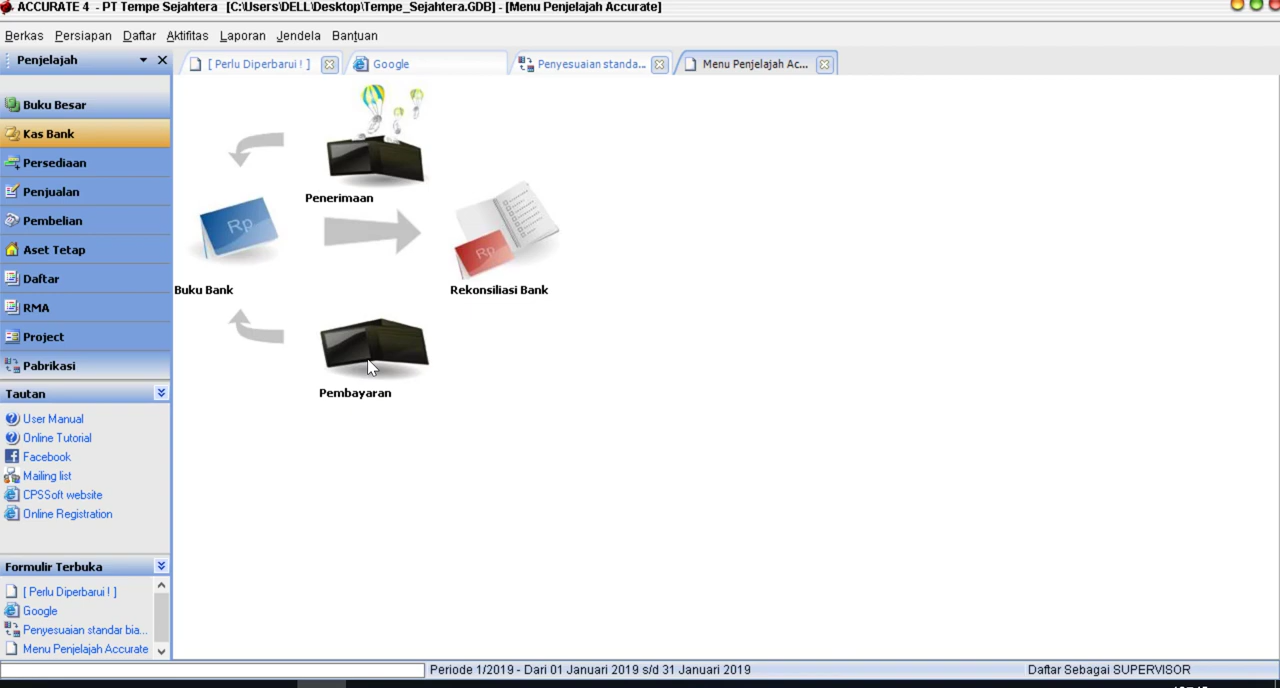 ACCURATE 4 - PT Tempe Sejahtera [C:\Users\DELL\Desktop\Tempe_Sejahtera.GDB] - [Menu Penjelajah Accurate]
Berkas Persiapan Daftar Aktifitas Laporan Jendela Bantuan
Penjelajah
[ Perlu Diperbarui ! ]
Google
Penyesuaian standa...
Menu Penjelajah Ac...
Buku Besar
Kas Bank
Persediaan
Penjualan
Pembelian
Aset Tetap
Daftar
RMA
Project
Pabrikasi
Penerimaan
Rp
Rp
Buku Bank
Rekonsiliasi Bank
Pembayaran
Tautan
User Manual
Online Tutorial
Facebook
Mailing list
CPSSoft website
Online Registration
Formulir Terbuka
[ Perlu Diperbarui ! ]
Google
Penyesuaian standar bia...
Menu Penjelajah Accurate
Periode 1/2019 - Dari 01 Januari 2019 s/d 31 Januari 2019
Daftar Sebagai SUPERVISOR